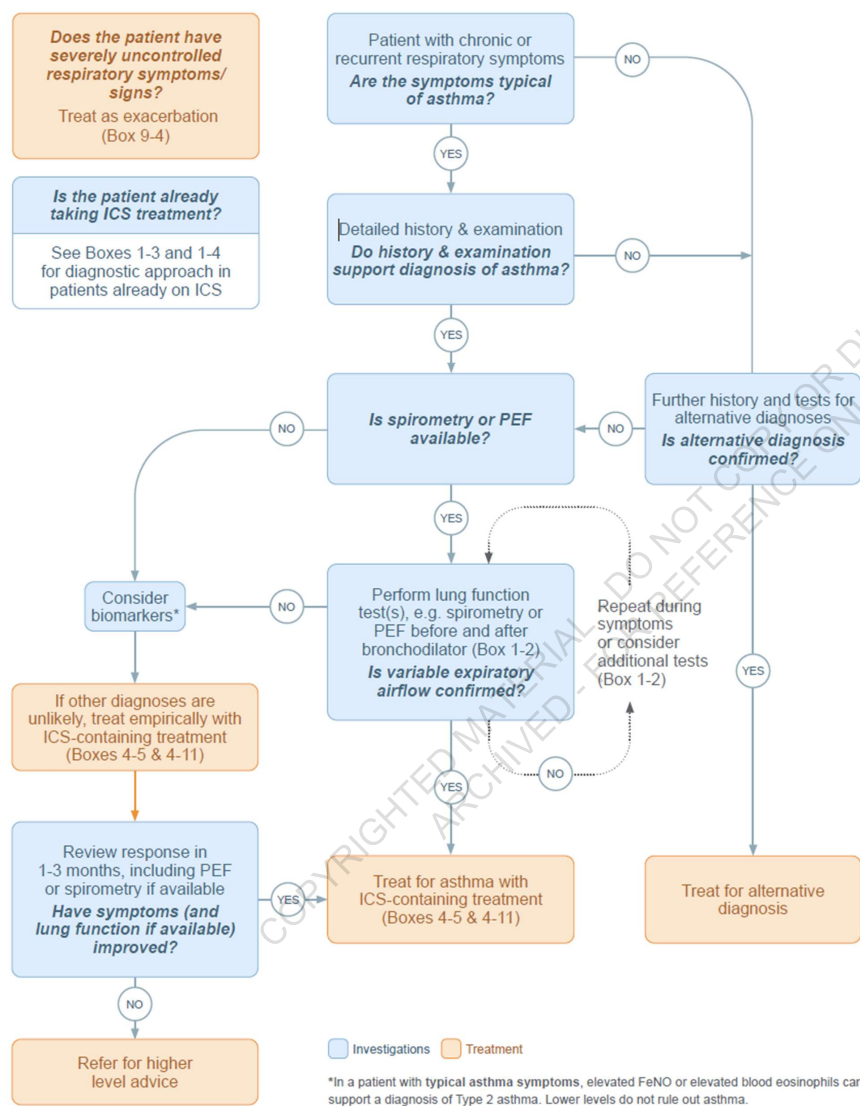 Does the patient have
severely uncontrolled
respiratory symptoms/
signs?
Treat as exacerbation
(Box 9-4)
Is the patient already
taking ICS treatment?
See Boxes 1-3 and 1-4
for diagnostic approach in
patients already on ICS
Patient with chronic or
recurrent respiratory symptoms
Are the symptoms typical
of asthma?
NO
YES
Detailed history & examination
Do history & examination
support diagnosis of asthma?
NO
YES
Further history and tests for
alternative diagnoses
Is alternative diagnosis
confirmed?
NO
Is spirometry or PEF
available?
NO
YES
Perform lung function
test(s), e.g. spirometry or
PEF before and after
bronchodilator (Box 1-2)
Is variable expiratory
airflow confirmed?
NO
Repeat during
symptoms
or consider
additional tests
(Box 1-2)
NO
YES
YES
Consider
biomarkers*
If other diagnoses are
unlikely, treat empirically with
ICS-containing treatment
(Boxes 4-5 & 4-11)
Review response in
1-3 months, including PEF
or spirometry if available
Have symptoms (and
lung function if available)
improved?
YES
Treat for asthma with
ICS-containing treatment
(Boxes 4-5 & 4-11)
Treat for alternative
diagnosis
NO
Refer for higher
level advice
Investigations
Treatment
*In a patient with typical asthma symptoms, elevated FeNO or elevated blood eosinophils can
support a diagnosis of Type 2 asthma. Lower levels do not rule out asthma.
COPYRIGHTED MATERIAL - DO NOT COPY OR
ARCHIVED - FOR REFERENCE